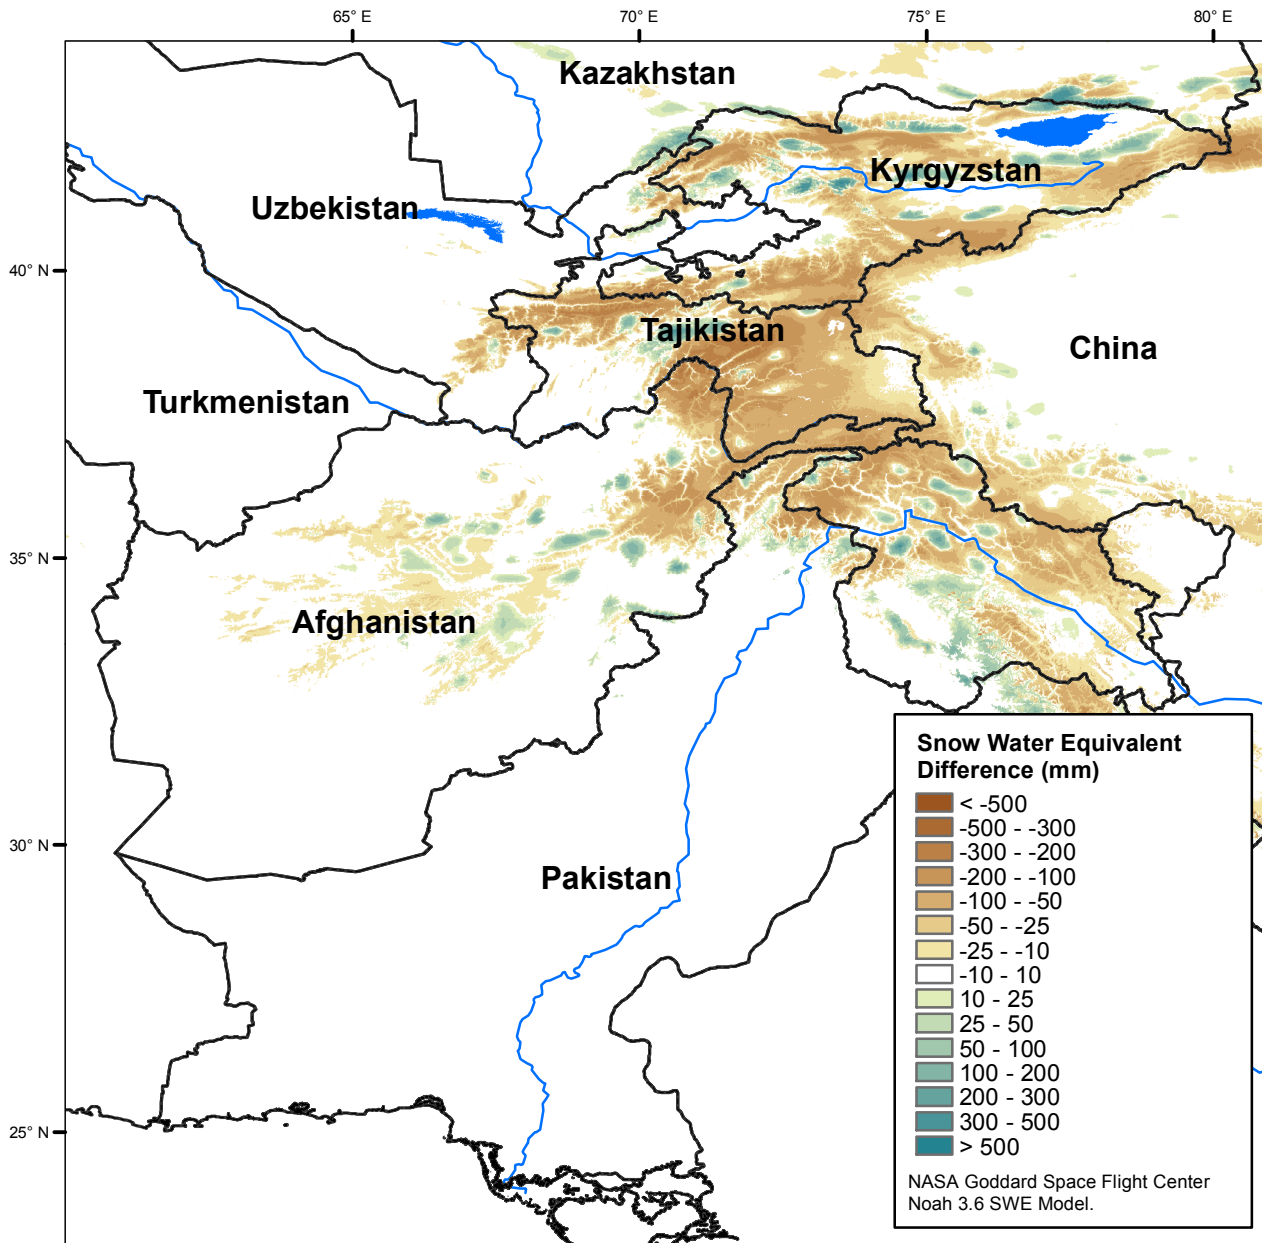 65° E
70° E
75° E
80° E
Kazakhstan
Kyrgyzstan
Uzbekistan
40° N
Tajikistan
China
Turkmenistan
35° N
Afghanistan
30° N
Pakistan
25° N
Snow Water Equivalent
Difference (mm)
< -500
-500 - -300
-300 - -200
-200 - -100
-100 - -50
-50 - -25
-25 - -10
-10 - 10
10 - 25
25 - 50
50 - 100
100 - 200
200 - 300
300 - 500
> 500
NASA Goddard Space Flight Center
Noah 3.6 SWE Model.